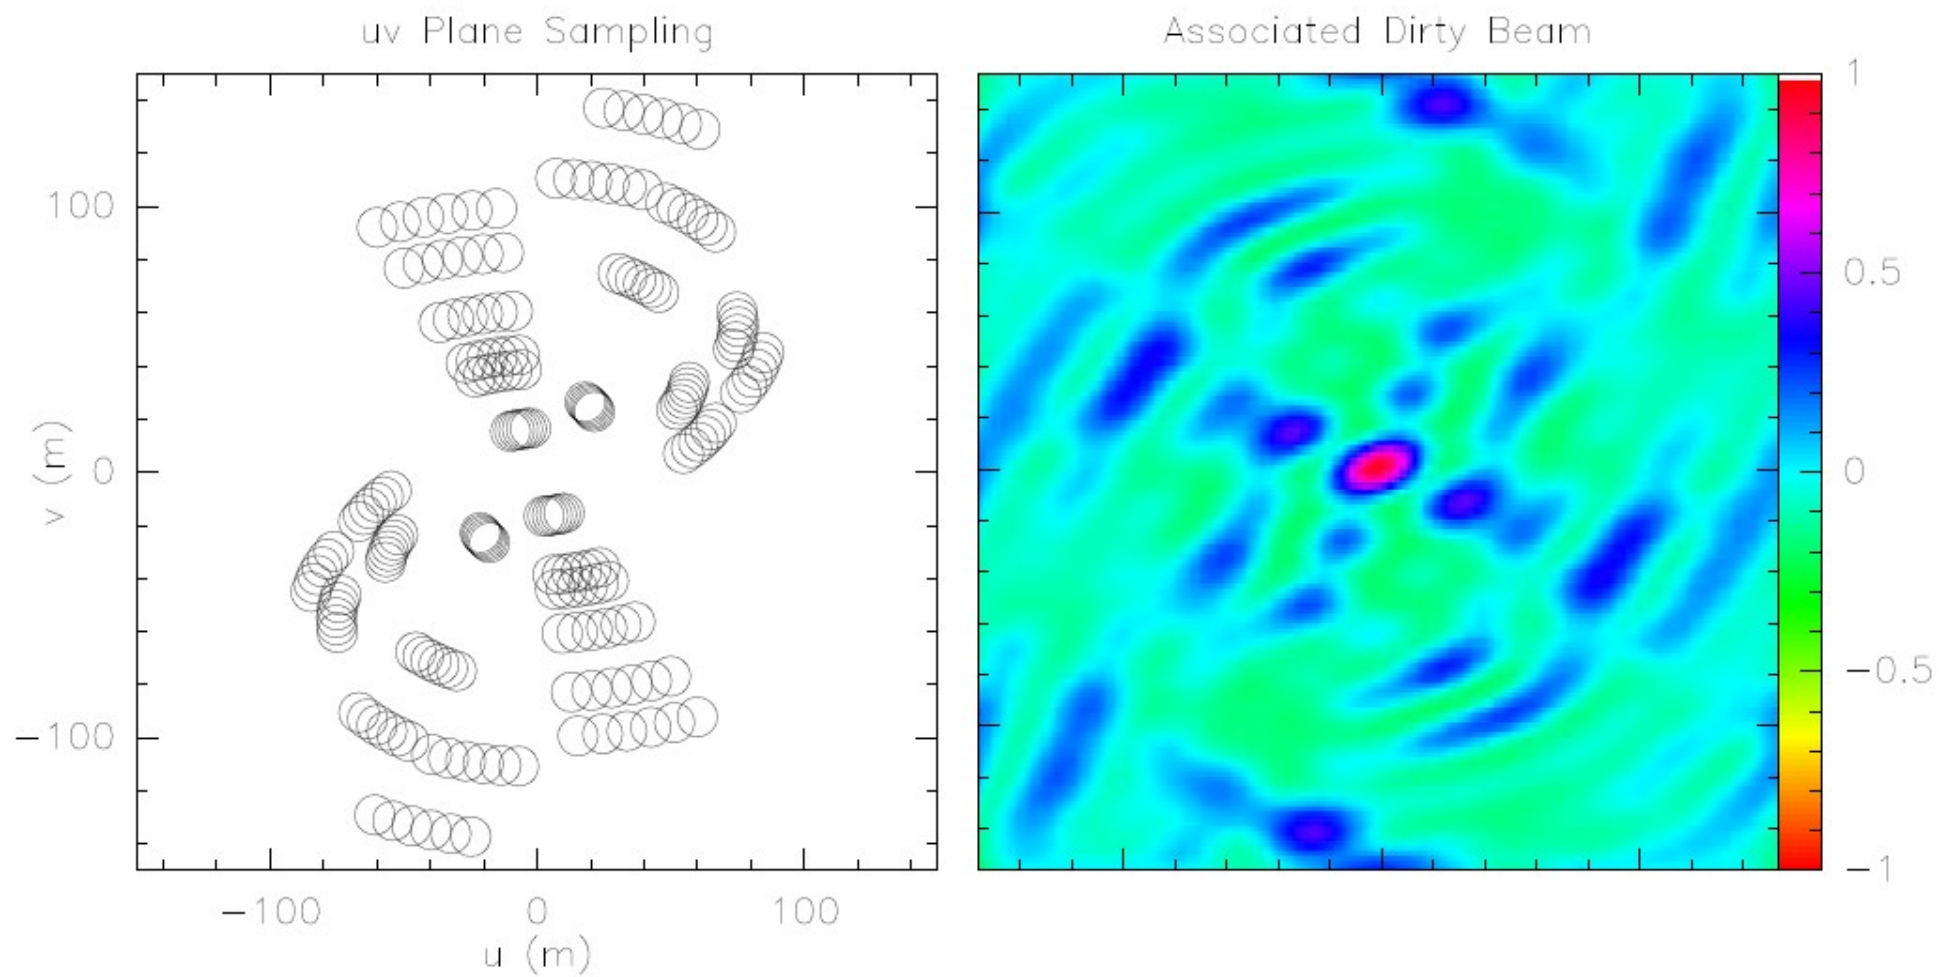 uv Plane Sampling
Associated Dirty Beam
100
0
−100
v (m)
−100 0 100
u (m)
1
0.5
0
−0.5
−1